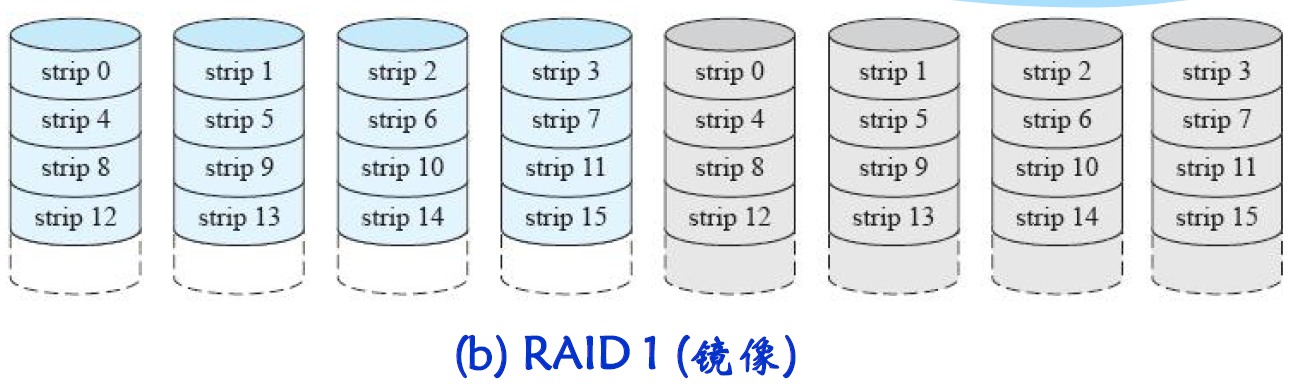 strip 0 strip 1 strip 2 strip 3 strip 0 strip 1 strip 2 strip 3
strip 4 strip 5 strip 6 strip 7 strip 4 strip 5 strip 6 strip 7
strip 8 strip 9 strip 10 strip 11 strip 8 strip 9 strip 10 strip 11
strip 12 strip 13 strip 14 strip 15 strip 12 strip 13 strip 14 strip 15
(b) RAID 1 (镜像)